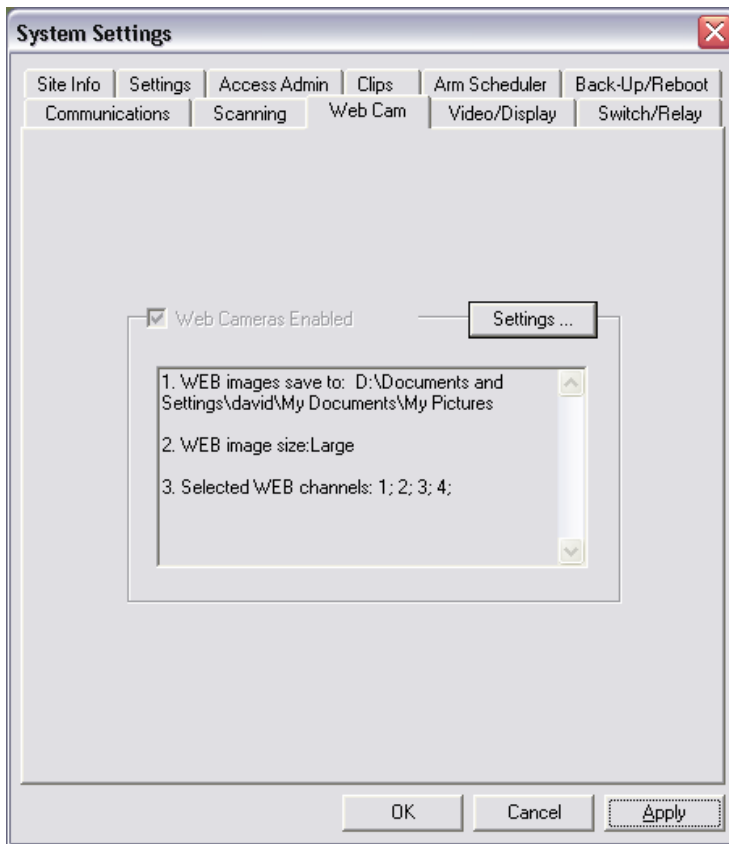 System Settings
Site Info Settings Access Admin Clips Arm Scheduler Back-Up/Reboot
Communications Scanning Web Cam Video/Display Switch/Relay
Web Cameras Enabled Settings ...
1. WEB images save to: D:\Documents and
Settings\david\My Documents\My Pictures
2. WEB image size:Large
3. Selected WEB channels: 1; 2; 3; 4;
OK Cancel Apply